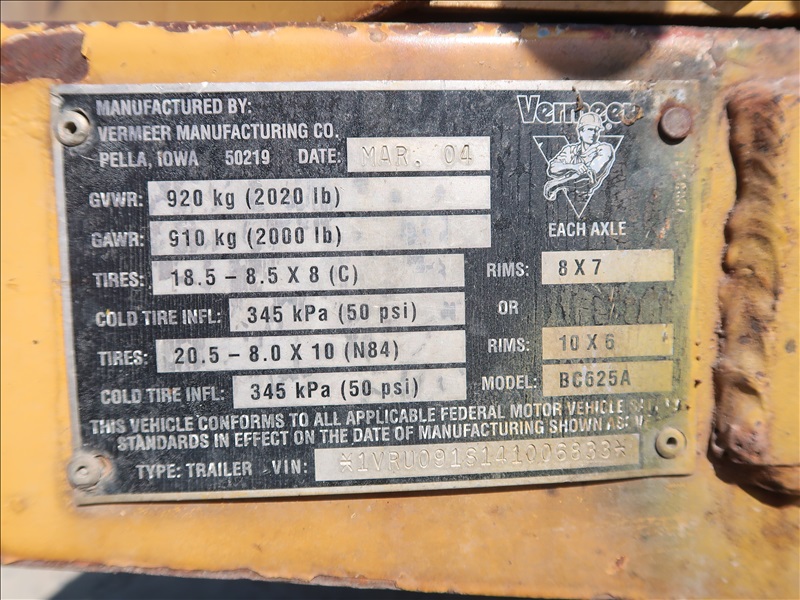 Vermeer
MANUFACTURED BY:
VERMEER MANUFACTURING CO.
PELLA, IOWA 50219 DATE: MAR. 04
GVWR: 920 kg (2020 lb)
GAWR: 910 kg (2000 lb) EACH AXLE
TIRES: 18.5 - 8.5 X 8 (C) RIMS: 8 X 7
COLD TIRE INFL: 345 kPa (50 psi) OR
TIRES: 20.5 - 8.0 X 10 (N84) RIMS: 10 X 6
COLD TIRE INFL: 345 kPa (50 psi) MODEL: BC625A
THIS VEHICLE CONFORMS TO ALL APPLICABLE FEDERAL MOTOR VEHICLE
STANDARDS IN EFFECT ON THE DATE OF MANUFACTURING SHOWN
TYPE: TRAILER - VIN: